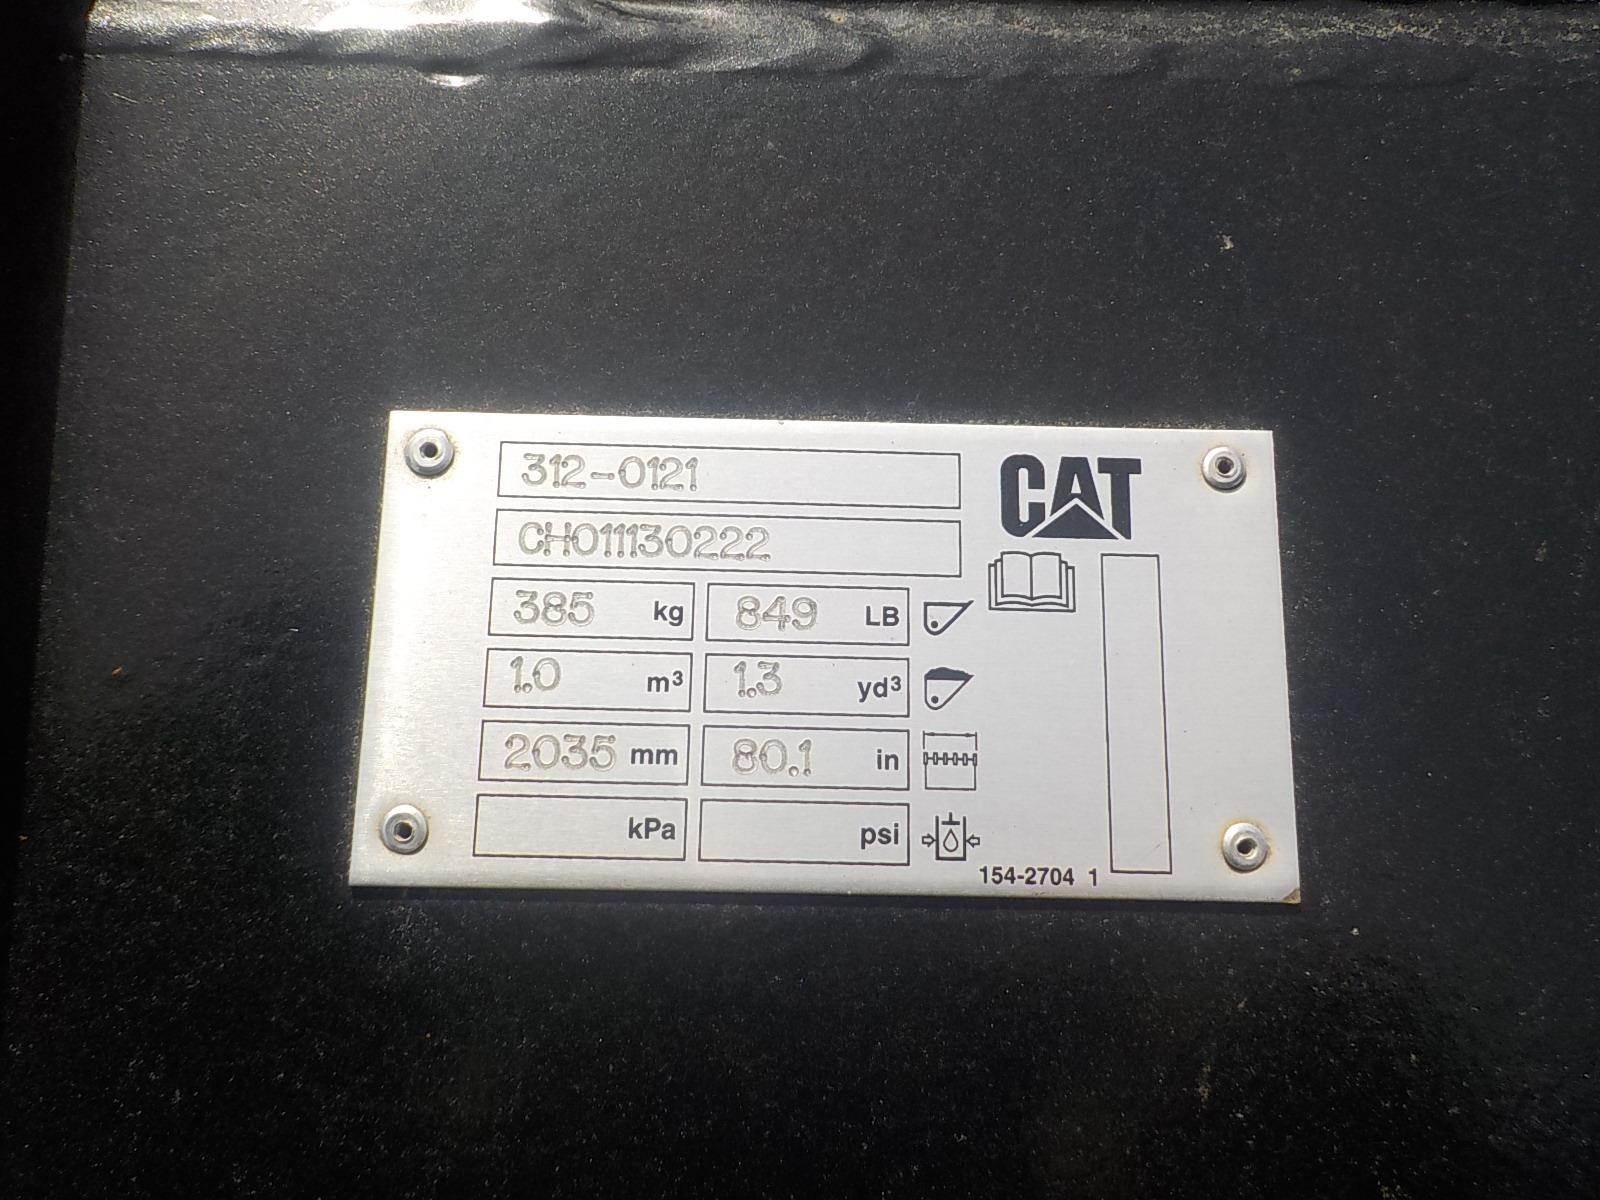 312-0121
CAT
CH011130222
385 kg 849 LB
1.0 m³ 1.3 yd³
2035 mm 80.1 in
kPa psi
154-2704 1